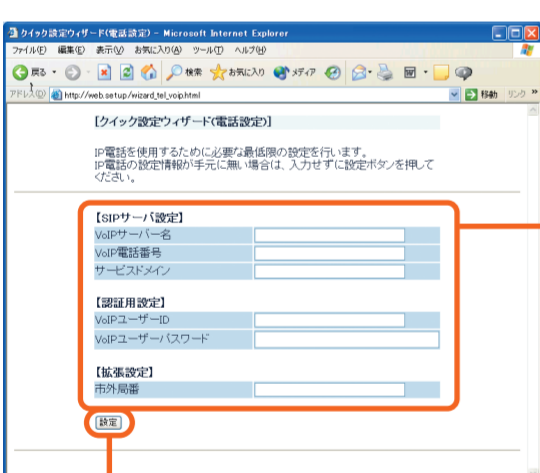 クイック設定ウィザード(電話設定) - Microsoft Internet Explorer
ファイル(F) 編集(E) 表示(V) お気に入り(A) ツール(T) ヘルプ(H)
戻る 検索 お気に入り メディア
アドレス(D) http://web.setup/wizard_tel_voip.html 移動 リンク »
[クイック設定ウィザード(電話設定)]
IP電話を使用するために必要な最低限の設定を行います。
IP電話の設定情報が手元に無い場合は、入力せずに設定ボタンを押して
ください。
【SIPサーバ設定】
VoIPサーバー名
VoIP電話番号
サービスドメイン
【認証用設定】
VoIPユーザーID
VoIPユーザーパスワード
【拡張設定】
市外局番
設定